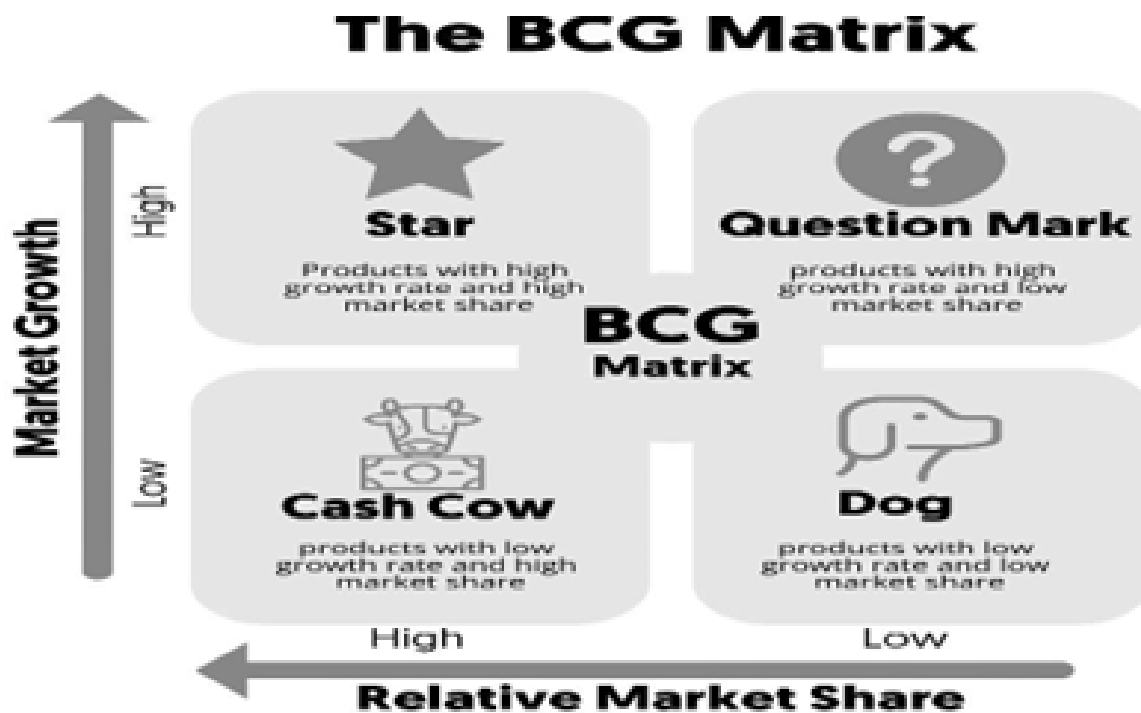 The BCG Matrix
Market Growth
High
Low
Star
Products with high
growth rate and high
market share
?
Question Mark
products with high
growth rate and low
market share
BCG
Matrix
Cash Cow
products with low
growth rate and high
market share
Dog
products with low
growth rate and low
market share
High
Low
Relative Market Share